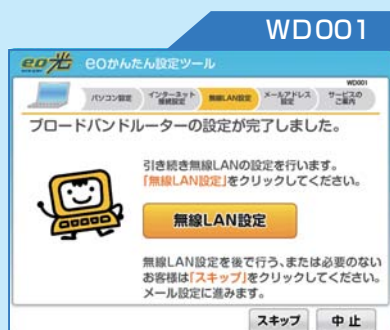 WD001
eo光 eoかんたん設定ツール
WD001
パソコン設定 インターネット接続設定 無線LAN設定 メールアドレス設定 サービスのご案内
ブロードバンドルーターの設定が完了しました。
引き続き無線LANの設定を行います。
「無線LAN設定」をクリックしてください。
無線LAN設定
無線LAN設定を後で行う、または必要のない
お客様は「スキップ」をクリックしてください。
メール設定に進みます。
スキップ 中止